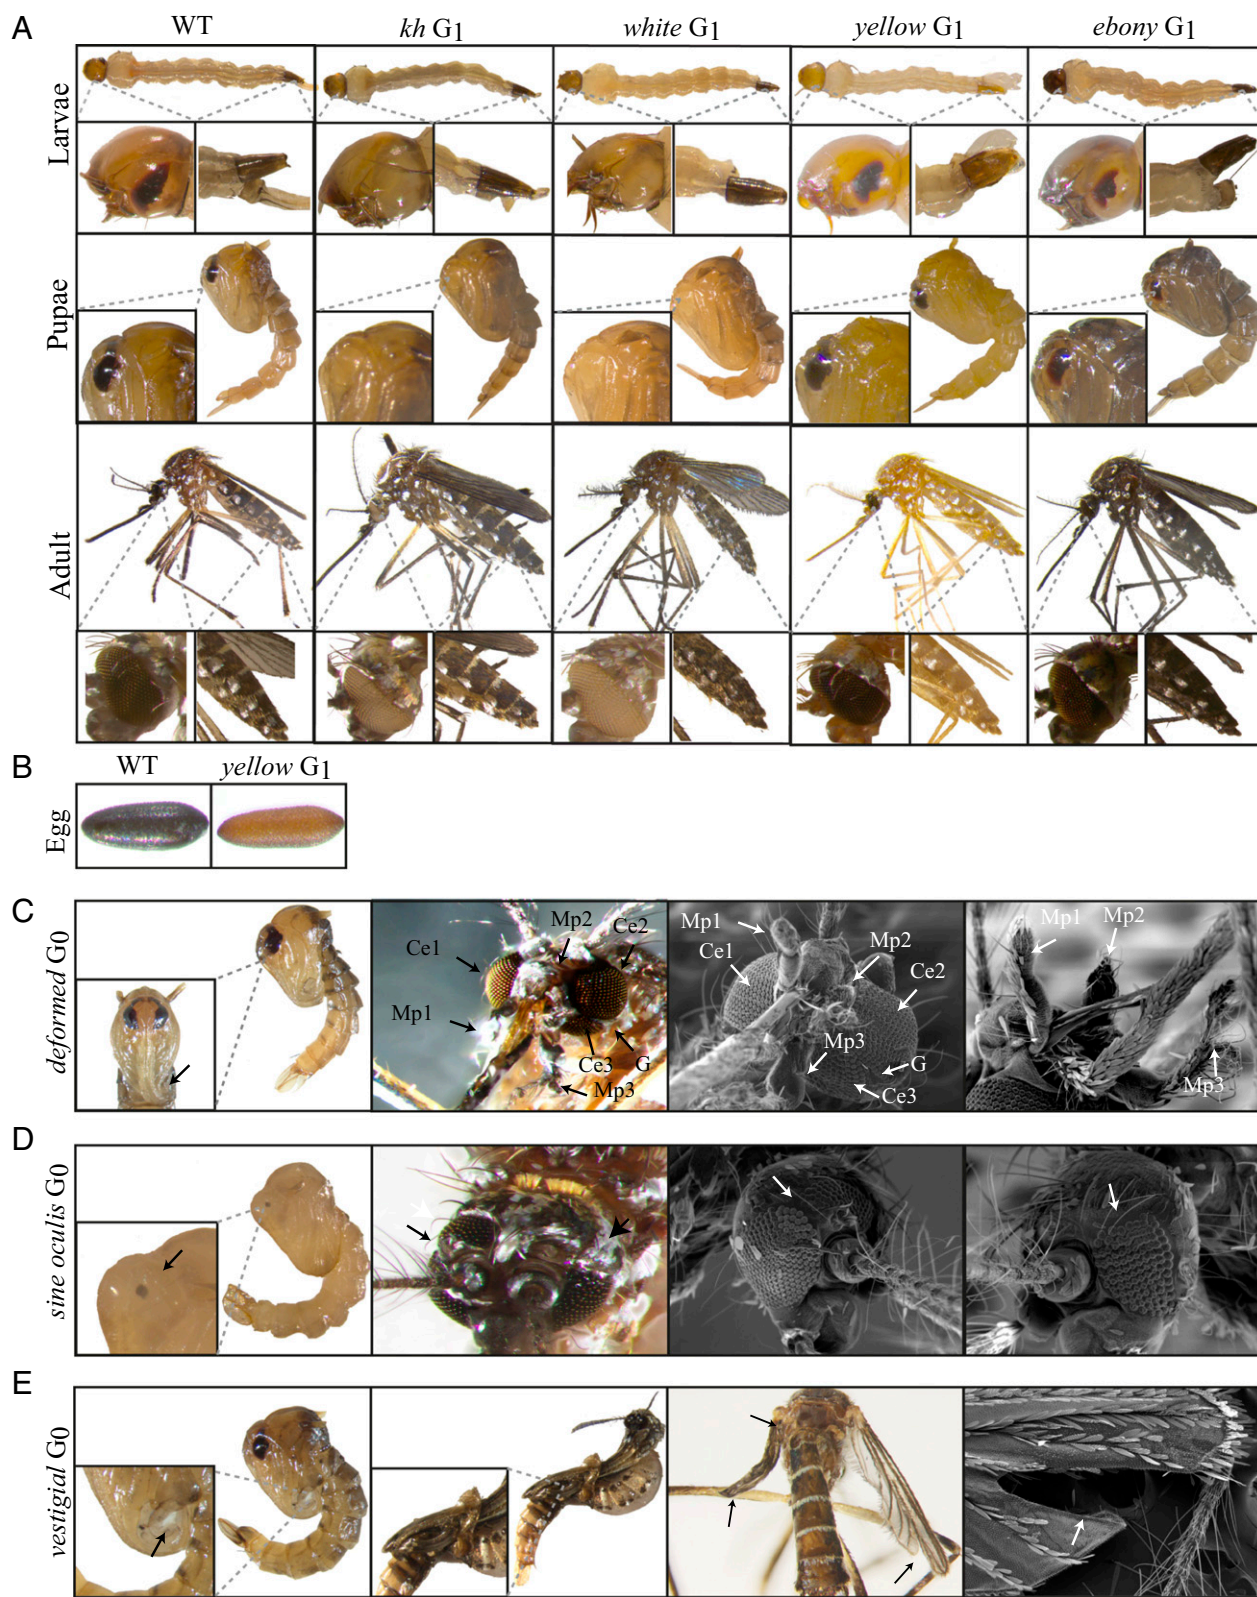 A
WT
kh G1
white G1
yellow G1
ebony G1
Larvae
Pupae
Adult
B
WT
yellow G1
Egg
C
deformed G0
Ce1
Mp2
Ce2
Mp1
Ce3
G
Mp3
Mp1
Ce1
Mp2
Ce2
Mp3
G
Ce3
Mp1
Mp2
Mp3
D
sine oculis G0
E
vestigial G0